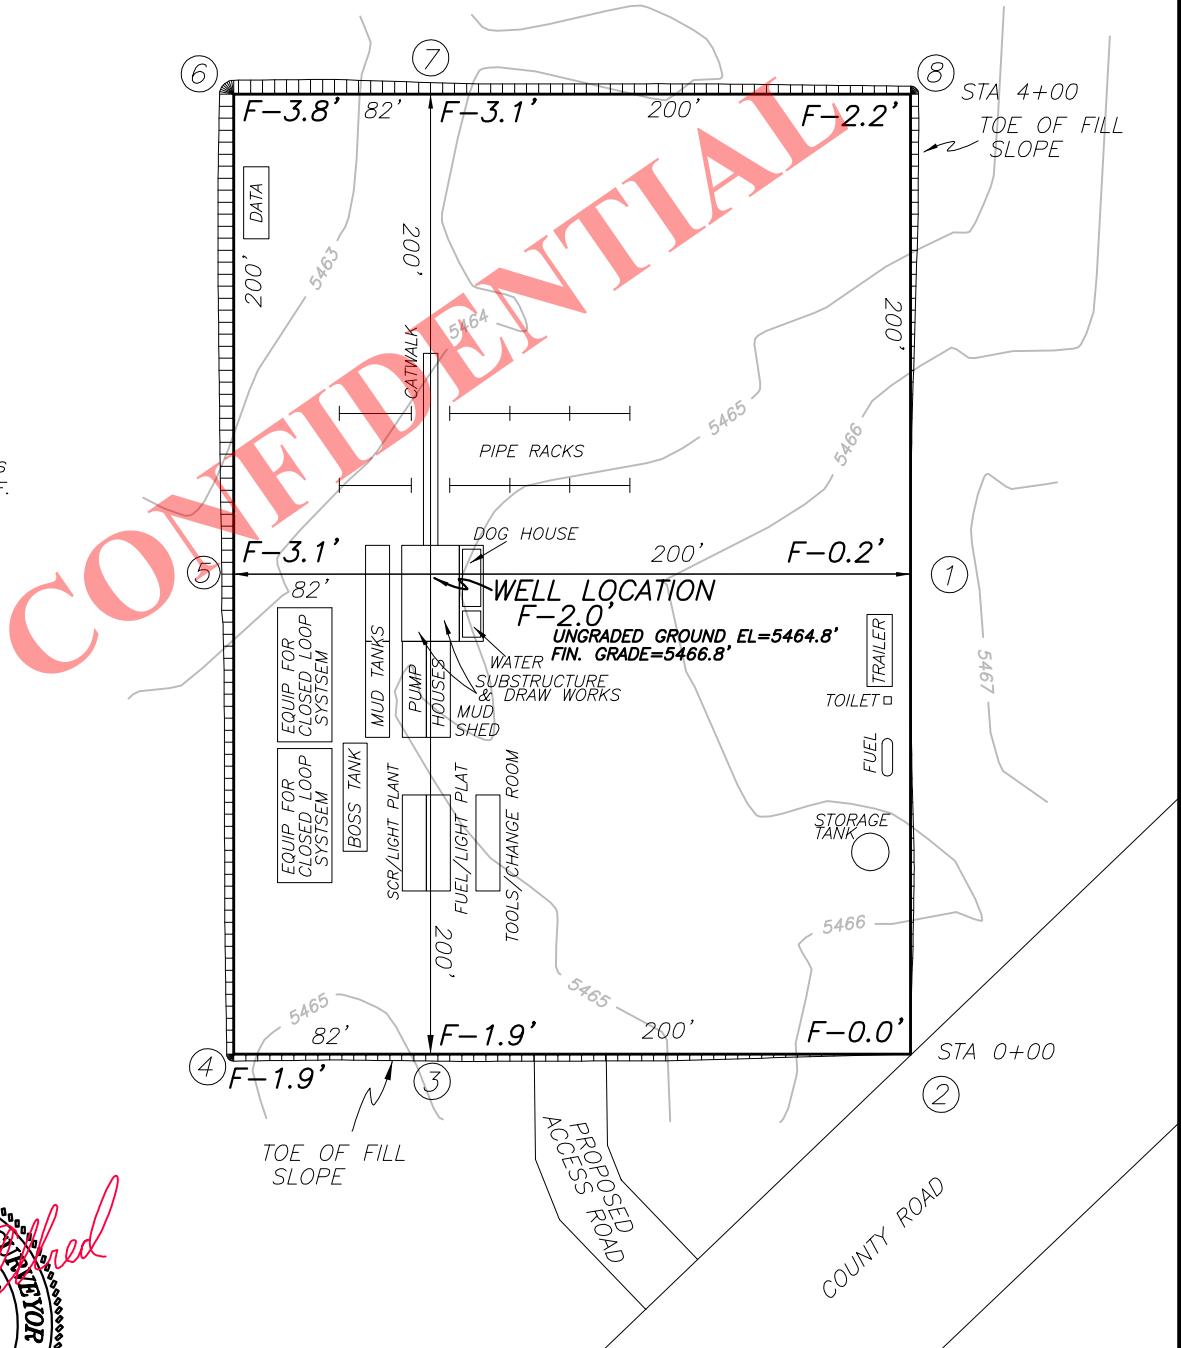 6
7
8
STA 4+00
TOE OF FILL
SLOPE
F-3.8'
82'
F-3.1'
200'
F-2.2'
DATA
200'
200'
200'
5463
5464
CATWALK
5465
5466
PIPE RACKS
CONFIDENTIAL
DOG HOUSE
5
F-3.1'
200'
F-0.2'
1
82'
WELL LOCATION
F-2.0'
UNGRADED GROUND EL=5464.8'
FIN. GRADE=5466.8'
EQUIP FOR
CLOSED LOOP
SYSTSEM
MUD TANKS
PUMP
HOUSES
WATER
SUBSTRUCTURE
& DRAW WORKS
MUD
SHED
TRAILER
TOILET
5467
FUEL
EQUIP FOR
CLOSED LOOP
SYSTSEM
BOSS TANK
SCR/LIGHT PLANT
FUEL/LIGHT PLAT
TOOLS/CHANGE ROOM
STORAGE
TANK
5466
200'
5465
5465
82'
F-1.9'
200'
F-0.0'
STA 0+00
4
F-1.9'
3
2
TOE OF FILL
SLOPE
PROPOSED
ACCESS ROAD
COUNTY ROAD
SURVEYOR